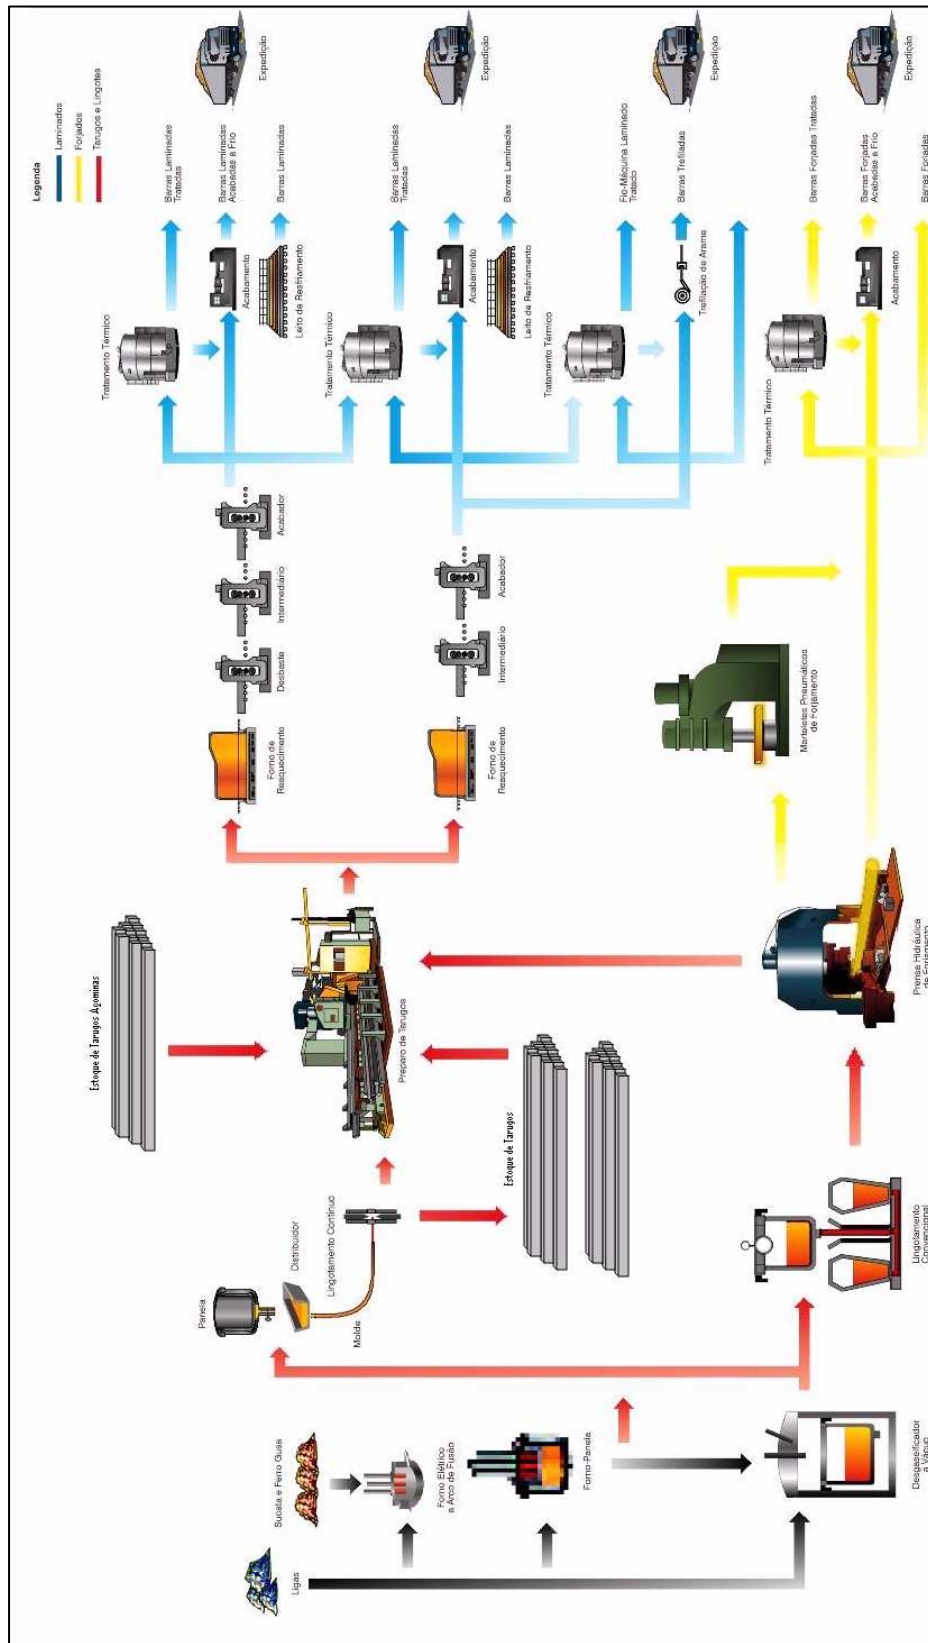 Legenda
Laminados
Forjados
Tarugos e Lingotes
Ligas
Sucata e Ferro Gusa
Forno Elétrico
a Arco de Fusão
Forno-Panela
Desgaseificador
a Vácuo
Panela
Distribuidor
Lingotamento Contínuo
Molde
Lingotamento
Convencional
Estoque de Tarugos Açominas
Estoque de Tarugos
Preparo de Tarugos
Prensa Hidráulica
de Forjamento
Marteletes Pneumáticos
de Forjamento
Forno de
Reaquecimento
Desbaste
Intermediário
Acabador
Forno de
Reaquecimento
Intermediário
Acabador
Tratamento Térmico
Acabamento
Leito de Resfriamento
Barras Laminadas
Tratadas
Barras Laminadas
Acabadas a Frio
Barras Laminadas
Expedição
Tratamento Térmico
Acabamento
Leito de Resfriamento
Barras Laminadas
Tratadas
Barras Laminadas
Expedição
Tratamento Térmico
Trefilação de Arame
Fio-Máquina Laminado
Tratado
Barras Trefiladas
Expedição
Tratamento Térmico
Acabamento
Barras Forjadas Tratadas
Barras Forjadas
Acabadas a Frio
Barras Forjadas
Expedição